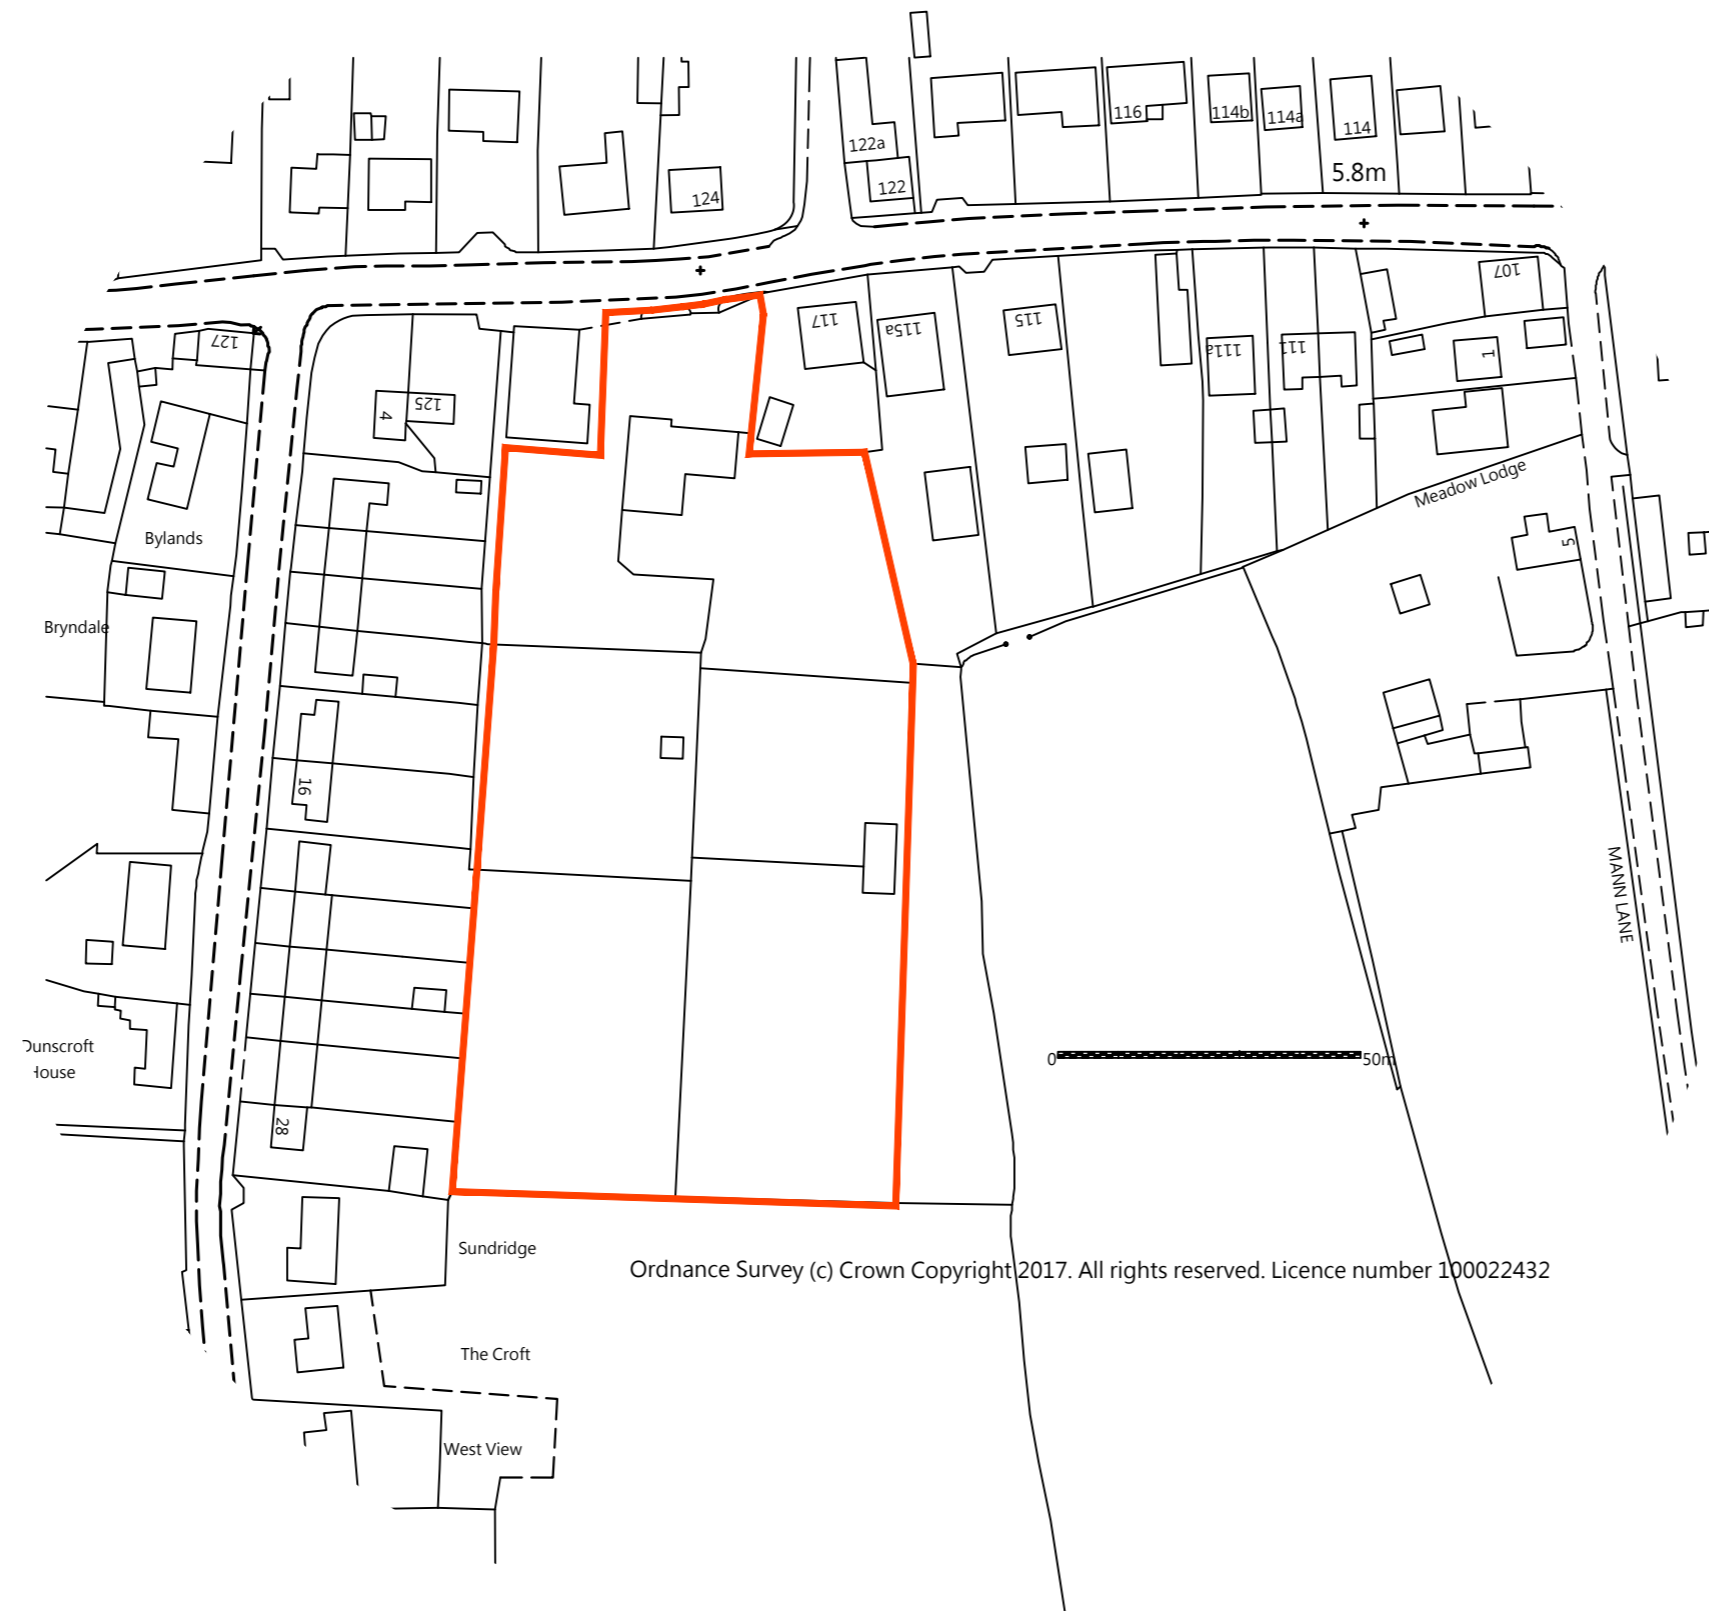 116
114b
114a
114
122a
5.8m
122
124
107
117
115a
115
127
111a
111
1
125
4
Meadow Lodge
Bylands
5
Bryndale
16
MANN LANE
Dunscroft
House
0
50m
28
Sundridge
Ordnance Survey (c) Crown Copyright 2017. All rights reserved. Licence number 100022432
The Croft
West View